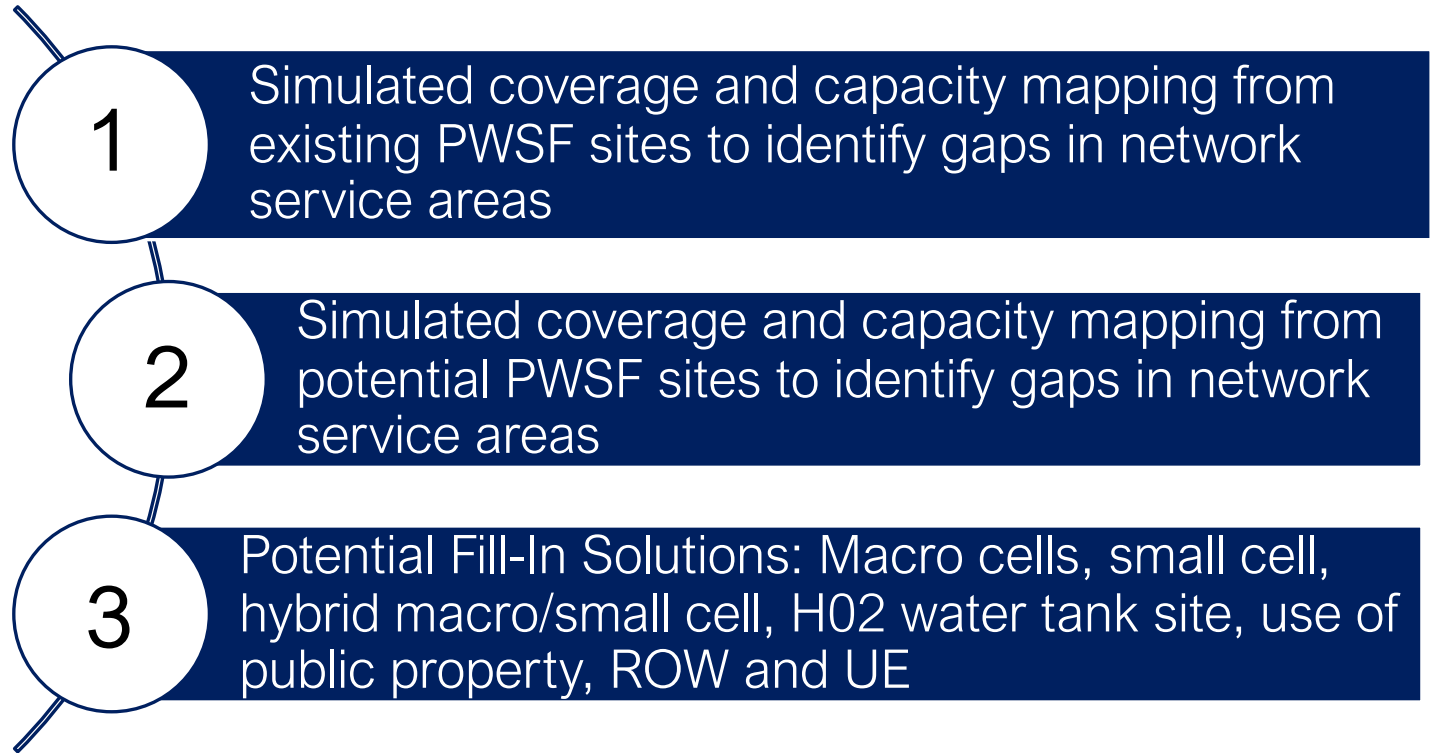 1
Simulated coverage and capacity mapping from
existing PWSF sites to identify gaps in network
service areas
2
Simulated coverage and capacity mapping from
potential PWSF sites to identify gaps in network
service areas
3
Potential Fill-In Solutions: Macro cells, small cell,
hybrid macro/small cell, H02 water tank site, use of
public property, ROW and UE